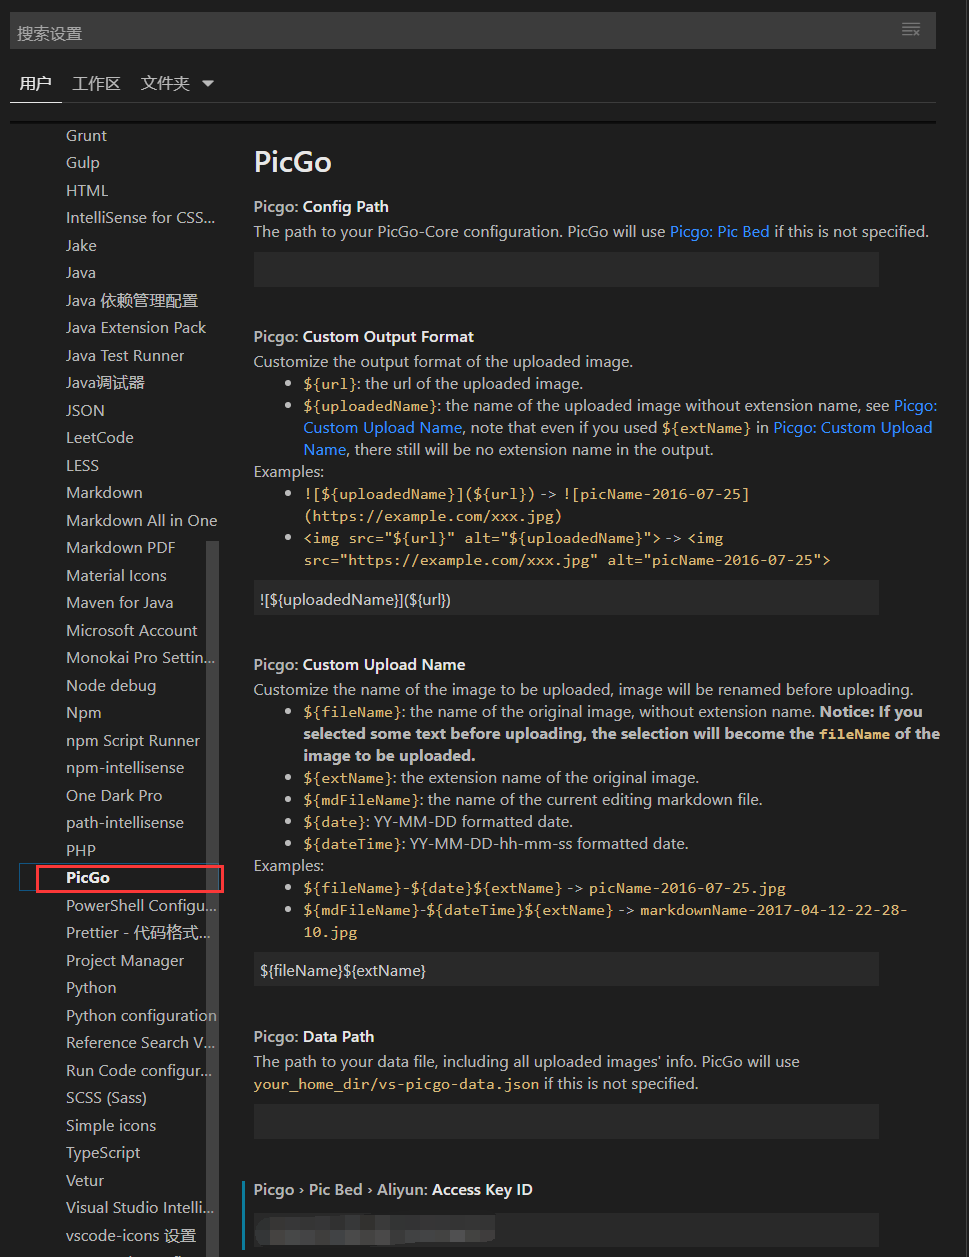 搜索设置
用户 工作区 文件夹
Grunt
Gulp
HTML
IntelliSense for CSS...
Jake
Java
Java 依赖管理配置
Java Extension Pack
Java Test Runner
Java调试器
JSON
LeetCode
LESS
Markdown
Markdown All in One
Markdown PDF
Material Icons
Maven for Java
Microsoft Account
Monokai Pro Settin...
Node debug
Npm
npm Script Runner
npm-intellisense
One Dark Pro
path-intellisense
PHP
PicGo
PowerShell Configu...
Prettier - 代码格式...
Project Manager
Python
Python configuration
Reference Search V...
Run Code configur...
SCSS (Sass)
Simple icons
TypeScript
Vetur
Visual Studio Intelli...
vscode-icons 设置
PicGo
Picgo: Config Path
The path to your PicGo-Core configuration. PicGo will use Picgo: Pic Bed if this is not specified.
Picgo: Custom Output Format
Customize the output format of the uploaded image.
• ${url}: the url of the uploaded image.
• ${uploadedName}: the name of the uploaded image without extension name, see Picgo:
Custom Upload Name, note that even if you used ${extName} in Picgo: Custom Upload
Name, there still will be no extension name in the output.
Examples:
• ![${uploadedName}](${url}) -> ![picName-2016-07-25]
(https://example.com/xxx.jpg)
• <img src="${url}" alt="${uploadedName}"> -> <img
src="https://example.com/xxx.jpg" alt="picName-2016-07-25">
![${uploadedName}](${url})
Picgo: Custom Upload Name
Customize the name of the image to be uploaded, image will be renamed before uploading.
• ${fileName}: the name of the original image, without extension name. Notice: If you
selected some text before uploading, the selection will become the fileName of the
image to be uploaded.
• ${extName}: the extension name of the original image.
• ${mdFileName}: the name of the current editing markdown file.
• ${date}: YY-MM-DD formatted date.
• ${dateTime}: YY-MM-DD-hh-mm-ss formatted date.
Examples:
• ${fileName}-${date}${extName} -> picName-2016-07-25.jpg
• ${mdFileName}-${dateTime}${extName} -> markdownName-2017-04-12-22-28-
10.jpg
${fileName}${extName}
Picgo: Data Path
The path to your data file, including all uploaded images' info. PicGo will use
your_home_dir/vs-picgo-data.json if this is not specified.
Picgo › Pic Bed › Aliyun: Access Key ID